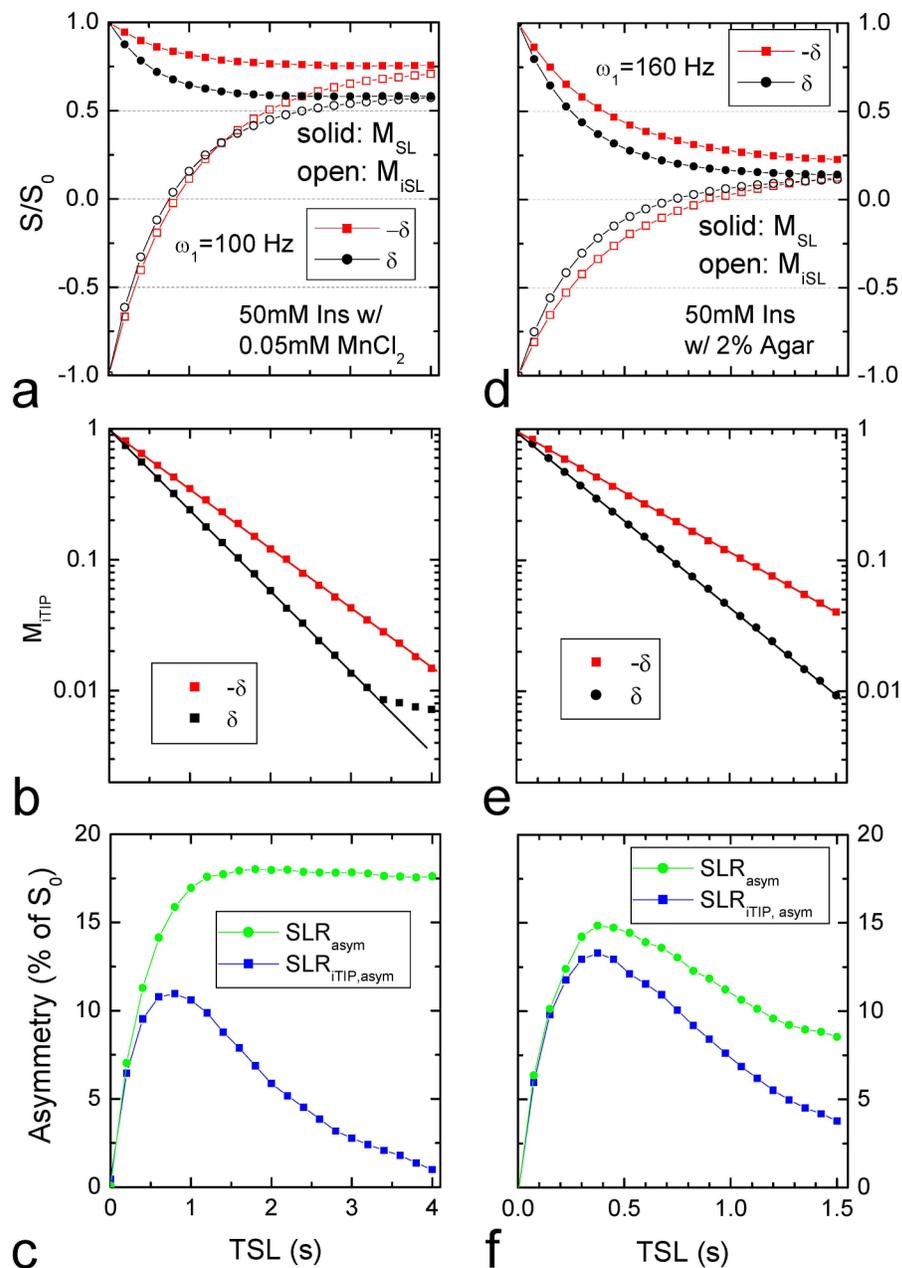 1.0
0.5
0.0
-0.5
-1.0
S/S0
solid: MSL
open: MiSL
ω1=100 Hz
-δ
δ
50mM Ins w/
0.05mM MnCl2
a
1.0
0.5
0.0
-0.5
-1.0
ω1=160 Hz
-δ
δ
solid: MSL
open: MiSL
50mM Ins
w/ 2% Agar
d
1
0.1
0.01
MiTIP
-δ
δ
b
1
0.1
0.01
-δ
δ
e
20
15
10
5
0
Asymmetry (% of S0)
SLRasym
SLRiTIP,asym
0 1 2 3 4
TSL (s)
c
20
15
10
5
0
SLRasym
SLRiTIP, asym
0.0 0.5 1.0 1.5
TSL (s)
f